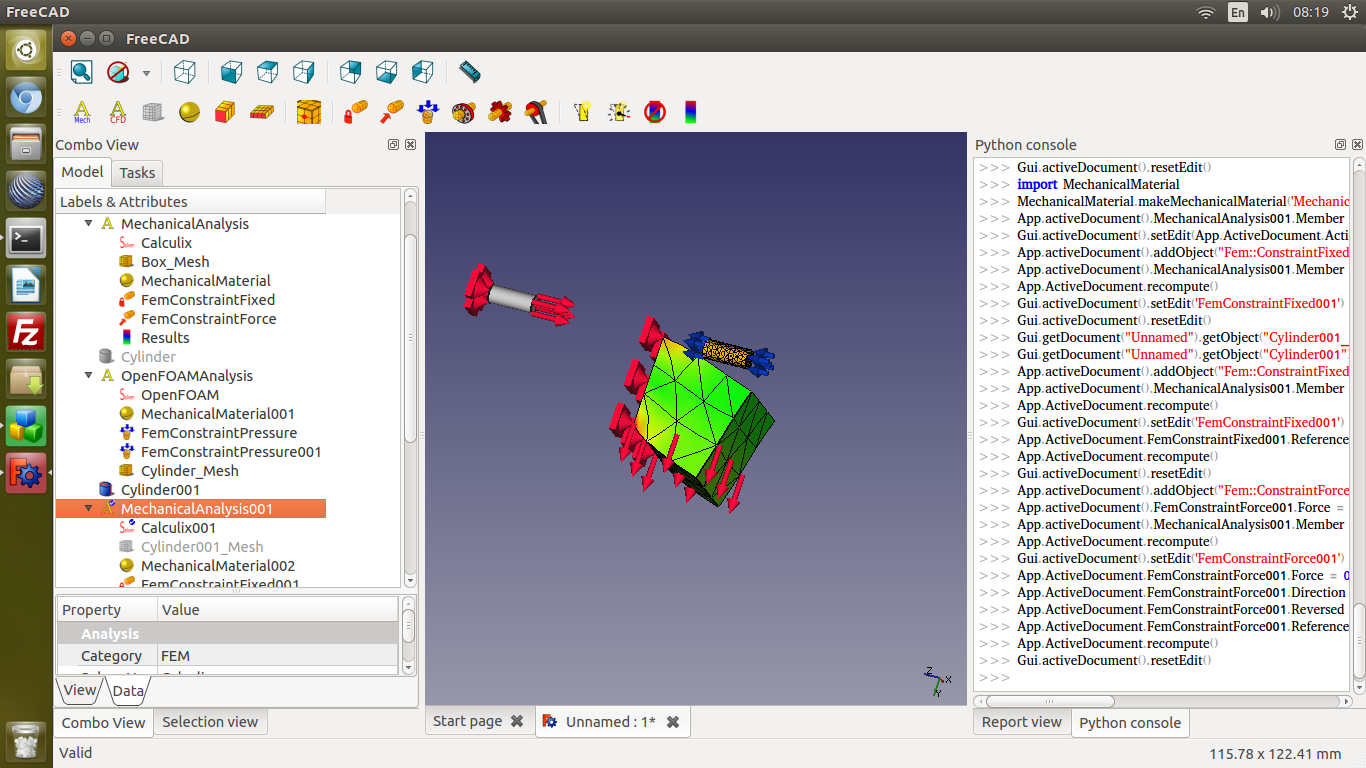 FreeCAD
En
08:19
FreeCAD
A
Mech
A
CFD
Combo View
Model
Tasks
Labels & Attributes
A MechanicalAnalysis
Solver Calculix
Box_Mesh
MechanicalMaterial
FemConstraintFixed
FemConstraintForce
Results
Cylinder
A OpenFOAMAnalysis
Solver OpenFOAM
MechanicalMaterial001
FemConstraintPressure
FemConstraintPressure001
Cylinder_Mesh
Cylinder001
A MechanicalAnalysis001
Solver Calculix001
Cylinder001_Mesh
MechanicalMaterial002
FemConstraintFixed001
Property
Value
Analysis
Category
FEM
View
Data
Combo View
Selection view
Z
X
Y
Start page
Unnamed : 1*
Python console
>>> Gui.activeDocument().resetEdit()
>>> import MechanicalMaterial
>>> MechanicalMaterial.makeMechanicalMaterial('Mechanic
>>> App.activeDocument().MechanicalAnalysis001.Member
>>> Gui.activeDocument().setEdit(App.ActiveDocument.Acti
>>> App.activeDocument().addObject("Fem::ConstraintFixed
>>> App.activeDocument().MechanicalAnalysis001.Member
>>> App.ActiveDocument.recompute()
>>> Gui.activeDocument().setEdit('FemConstraintFixed001')
>>> Gui.activeDocument().resetEdit()
>>> Gui.getDocument("Unnamed").getObject("Cylinder001_
>>> Gui.getDocument("Unnamed").getObject("Cylinder001"
>>> App.activeDocument().addObject("Fem::ConstraintFixed
>>> App.activeDocument().MechanicalAnalysis001.Member
>>> App.ActiveDocument.recompute()
>>> Gui.activeDocument().setEdit('FemConstraintFixed001')
>>> App.ActiveDocument.FemConstraintFixed001.Reference
>>> App.ActiveDocument.recompute()
>>> Gui.activeDocument().resetEdit()
>>> App.activeDocument().addObject("Fem::ConstraintForce
>>> App.activeDocument().FemConstraintForce001.Force =
>>> App.activeDocument().MechanicalAnalysis001.Member
>>> App.ActiveDocument.recompute()
>>> Gui.activeDocument().setEdit('FemConstraintForce001')
>>> App.ActiveDocument.FemConstraintForce001.Force = 0
>>> App.ActiveDocument.FemConstraintForce001.Direction
>>> App.ActiveDocument.FemConstraintForce001.Reversed
>>> App.ActiveDocument.FemConstraintForce001.Reference
>>> App.ActiveDocument.recompute()
>>> Gui.activeDocument().resetEdit()
>>>
Report view
Python console
Valid
115.78 x 122.41 mm